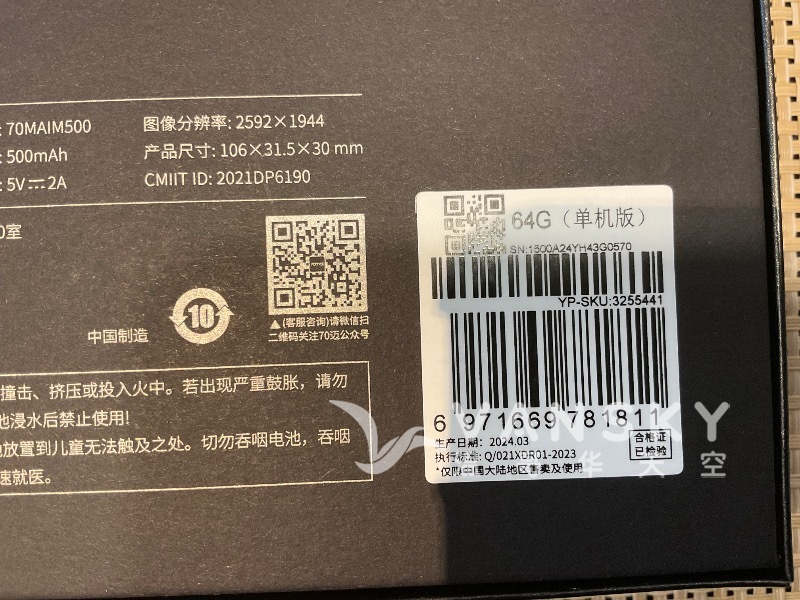 : 70MAIM500
图像分辨率: 2592×1944
: 500mAh
产品尺寸: 106×31.5×30 mm
: 5V⎓2A
CMIIT ID: 2021DP6190
0室
10
中国制造
▲ (客服咨询)请微信扫
二维码关注70迈公众号
撞击、挤压或投入火中。若出现严重鼓胀，请勿
池浸水后禁止使用!
池放置到儿童无法触及之处。切勿吞咽电池，吞咽
速就医。
64G（单机版）
SN:1500A24YH43G0570
YP-SKU:3255441
6 971669 781811
生产日期: 2024.03
执行标准: Q/021XDR01-2023
*仅限中国大陆地区售卖及使用
合格证
已检验
VANSKY
华天空